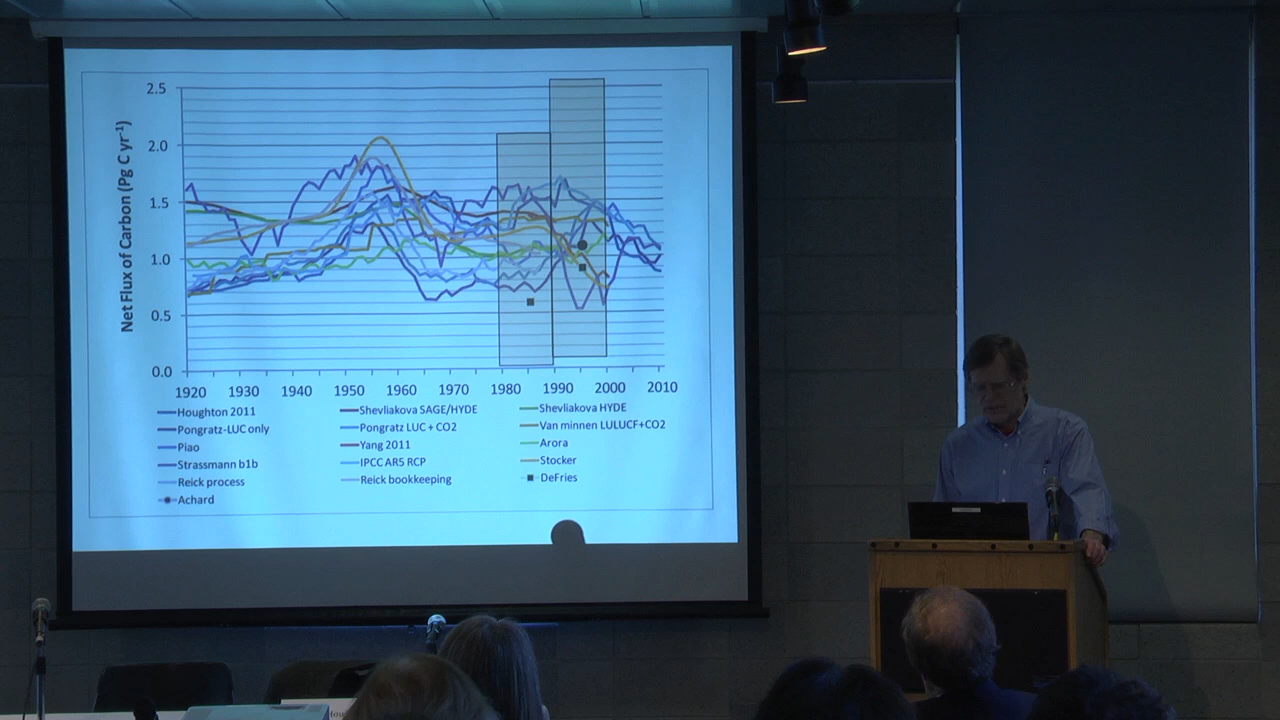 Net Flux of Carbon (Pg C yr-1)
2.5
2.0
1.5
1.0
0.5
0.0
1920 1930 1940 1950 1960 1970 1980 1990 2000 2010
Houghton 2011 Shevliakova SAGE/HYDE Shevliakova HYDE
Pongratz-LUC only Pongratz LUC + CO2 Van minnen LULUCF+CO2
Piao Yang 2011 Arora
Strassmann b1b IPCC AR5 RCP Stocker
Reick process Reick bookkeeping DeFries
Achard